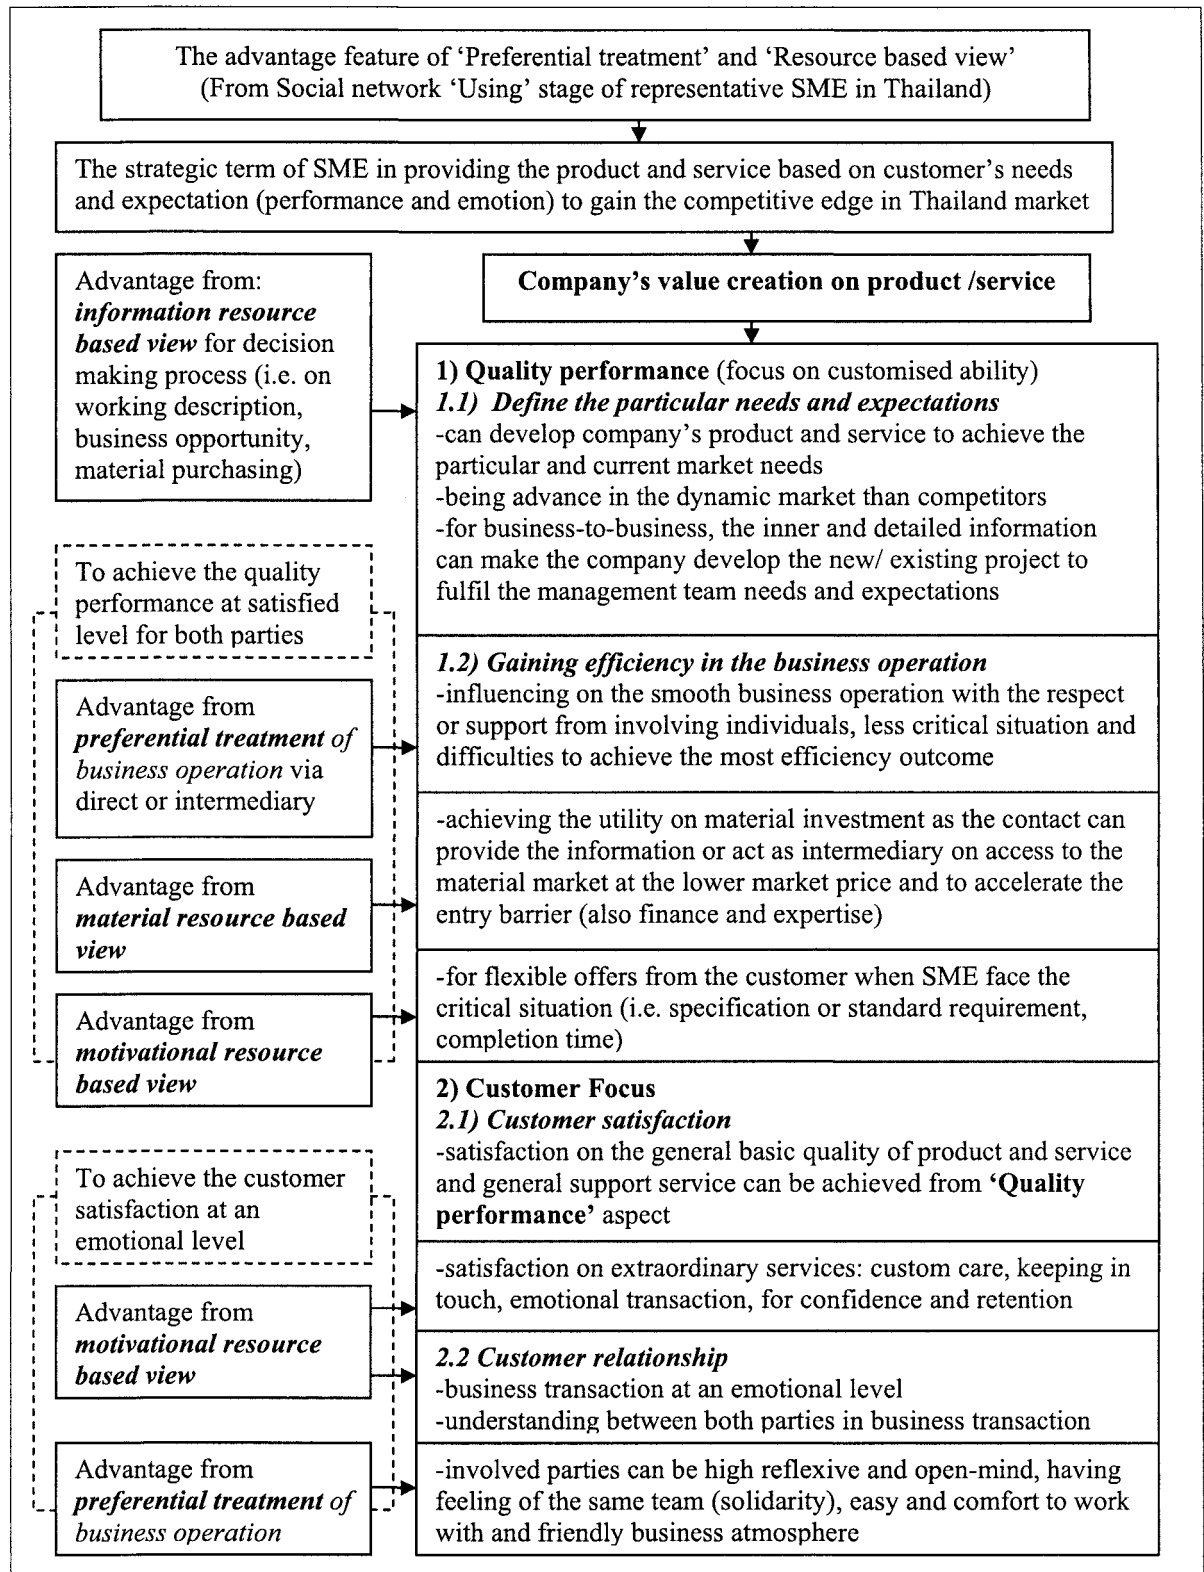 The advantage feature of ‘Preferential treatment’ and ‘Resource based view’
(From Social network ‘Using’ stage of representative SME in Thailand)
The strategic term of SME in providing the product and service based on customer’s needs
and expectation (performance and emotion) to gain the competitive edge in Thailand market
Company’s value creation on product /service
Advantage from:
information resource
based view for decision
making process (i.e. on
working description,
business opportunity,
material purchasing)
1) Quality performance (focus on customised ability)
1.1) Define the particular needs and expectations
-can develop company’s product and service to achieve the
particular and current market needs
-being advance in the dynamic market than competitors
-for business-to-business, the inner and detailed information
can make the company develop the new/ existing project to
fulfil the management team needs and expectations
To achieve the quality
performance at satisfied
level for both parties
Advantage from
preferential treatment of
business operation via
direct or intermediary
1.2) Gaining efficiency in the business operation
-influencing on the smooth business operation with the respect
or support from involving individuals, less critical situation and
difficulties to achieve the most efficiency outcome
Advantage from
material resource based
view
-achieving the utility on material investment as the contact can
provide the information or act as intermediary on access to the
material market at the lower market price and to accelerate the
entry barrier (also finance and expertise)
Advantage from
motivational resource
based view
-for flexible offers from the customer when SME face the
critical situation (i.e. specification or standard requirement,
completion time)
2) Customer Focus
2.1) Customer satisfaction
-satisfaction on the general basic quality of product and service
and general support service can be achieved from ‘Quality
performance’ aspect
To achieve the customer
satisfaction at an
emotional level
Advantage from
motivational resource
based view
-satisfaction on extraordinary services: custom care, keeping in
touch, emotional transaction, for confidence and retention
2.2 Customer relationship
-business transaction at an emotional level
-understanding between both parties in business transaction
Advantage from
preferential treatment of
business operation
-involved parties can be high reflexive and open-mind, having
feeling of the same team (solidarity), easy and comfort to work
with and friendly business atmosphere